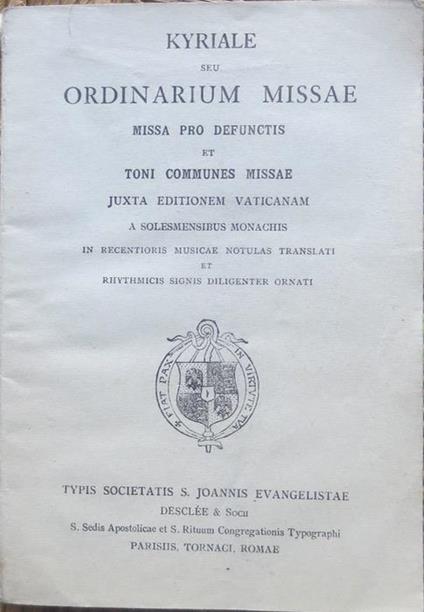 KYRIALE
SEU
ORDINARIUM MISSAE
MISSA PRO DEFUNCTIS
ET
TONI COMMUNES MISSAE
JUXTA EDITIONEM VATICANAM
A SOLESMENSIBUS MONACHIS
IN RECENTIORIS MUSICAE NOTULAS TRANSLATI
ET
RHYTHMICIS SIGNIS DILIGENTER ORNATI
FIAT PAX IN VIRTVTE TVA
TYPIS SOCIETATIS S. JOANNIS EVANGELISTAE
DESCLÉE & Socii
S. Sedis Apostolicae et S. Rituum Congregationis Typographi
PARISIIS, TORNACI, ROMAE